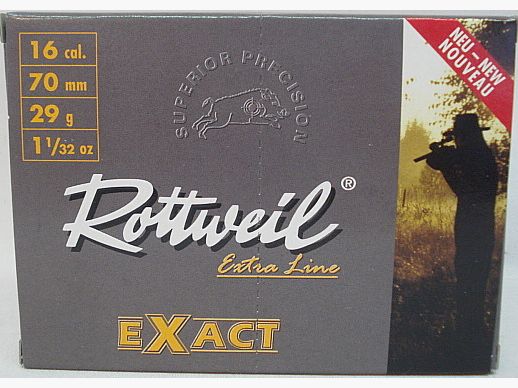 16 cal.
70 mm
29 g
1 1/32 oz
SUPERIOR PRECISION
NEU - NEW
NOUVEAU
Rottweil ®
Extra Line
EXACT